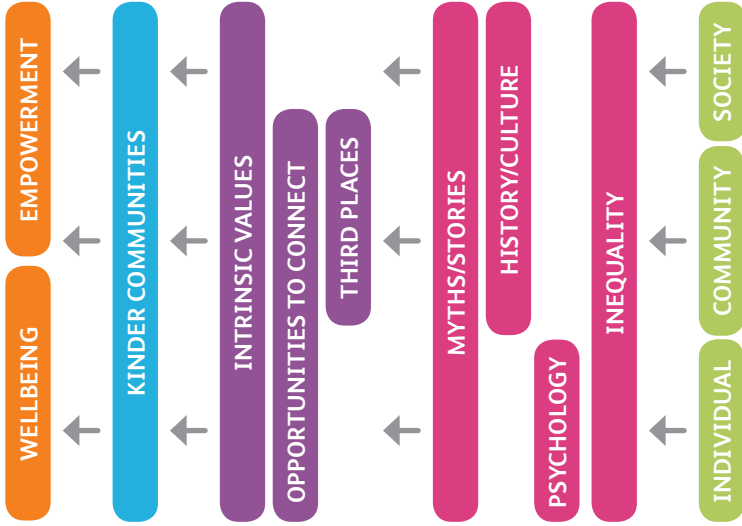 WELLBEING
EMPOWERMENT
KINDER COMMUNITIES
INTRINSIC VALUES
OPPORTUNITIES TO CONNECT
THIRD PLACES
MYTHS/STORIES
HISTORY/CULTURE
PSYCHOLOGY
INEQUALITY
INDIVIDUAL
COMMUNITY
SOCIETY